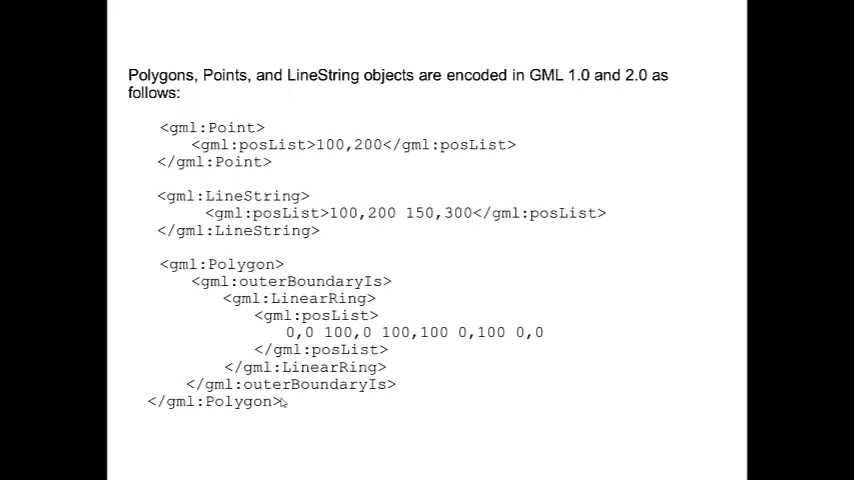 Polygons, Points, and LineString objects are encoded in GML 1.0 and 2.0 as
follows:
<gml:Point>
<gml:posList>100,200</gml:posList>
</gml:Point>
<gml:LineString>
<gml:posList>100,200 150,300</gml:posList>
</gml:LineString>
<gml:Polygon>
<gml:outerBoundaryIs>
<gml:LinearRing>
<gml:posList>
0,0 100,0 100,100 0,100 0,0
</gml:posList>
</gml:LinearRing>
</gml:outerBoundaryIs>
</gml:Polygon>